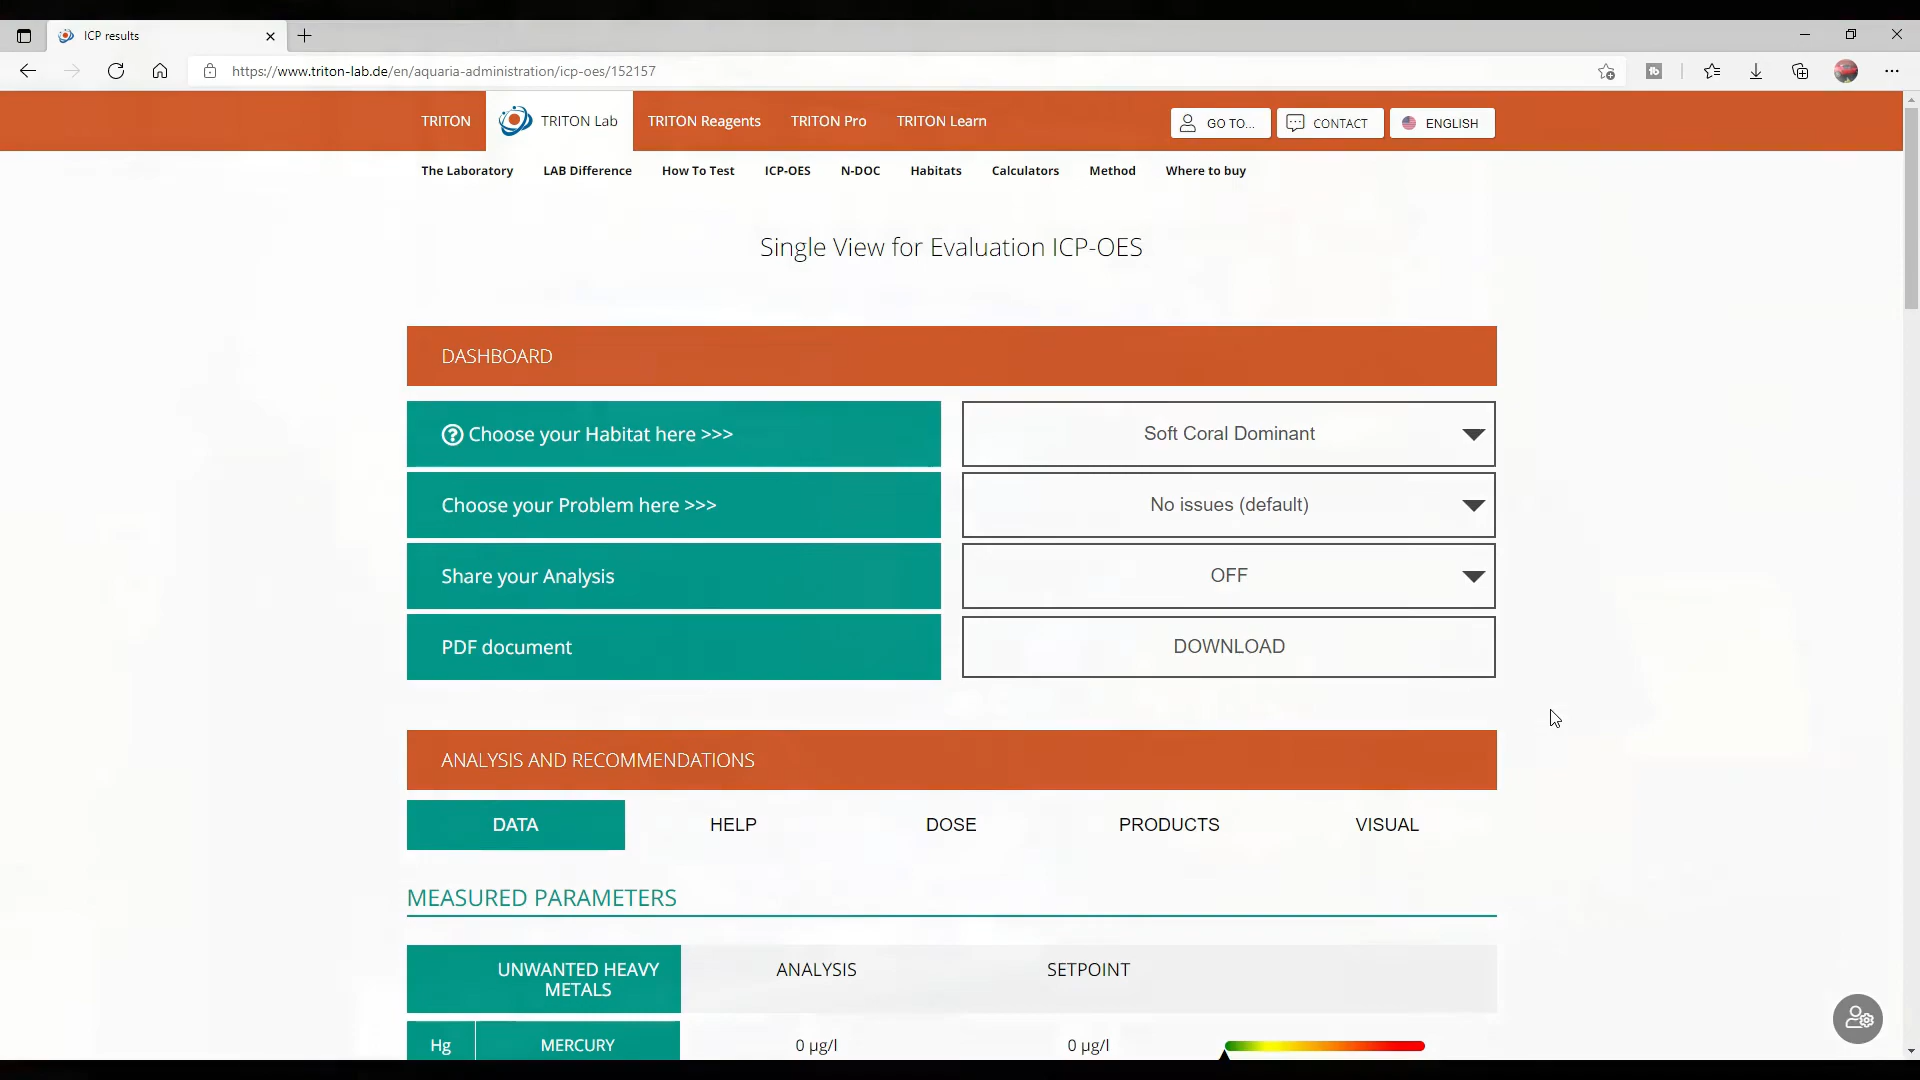 ICP results
https://www.triton-lab.de/en/aquaria-administration/icp-oes/152157
TRITON TRITON Lab TRITON Reagents TRITON Pro TRITON Learn GO TO... CONTACT ENGLISH
The Laboratory LAB Difference How To Test ICP-OES N-DOC Habitats Calculators Method Where to buy
Single View for Evaluation ICP-OES
DASHBOARD
Choose your Habitat here >>> Soft Coral Dominant
Choose your Problem here >>> No issues (default)
Share your Analysis OFF
PDF document DOWNLOAD
ANALYSIS AND RECOMMENDATIONS
DATA HELP DOSE PRODUCTS VISUAL
MEASURED PARAMETERS
UNWANTED HEAVY ANALYSIS SETPOINT
METALS
Hg MERCURY 0 µg/l 0 µg/l